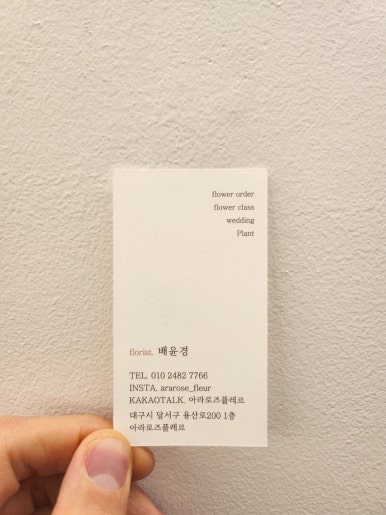 flower order
flower class
wedding
Plant
florist. 배윤경
TEL. 010 2482 7766
INSTA. ararose_fleur
KAKAOTALK. 아라로즈플레르
대구시 달서구 용산로200 1층
아라로즈플레르